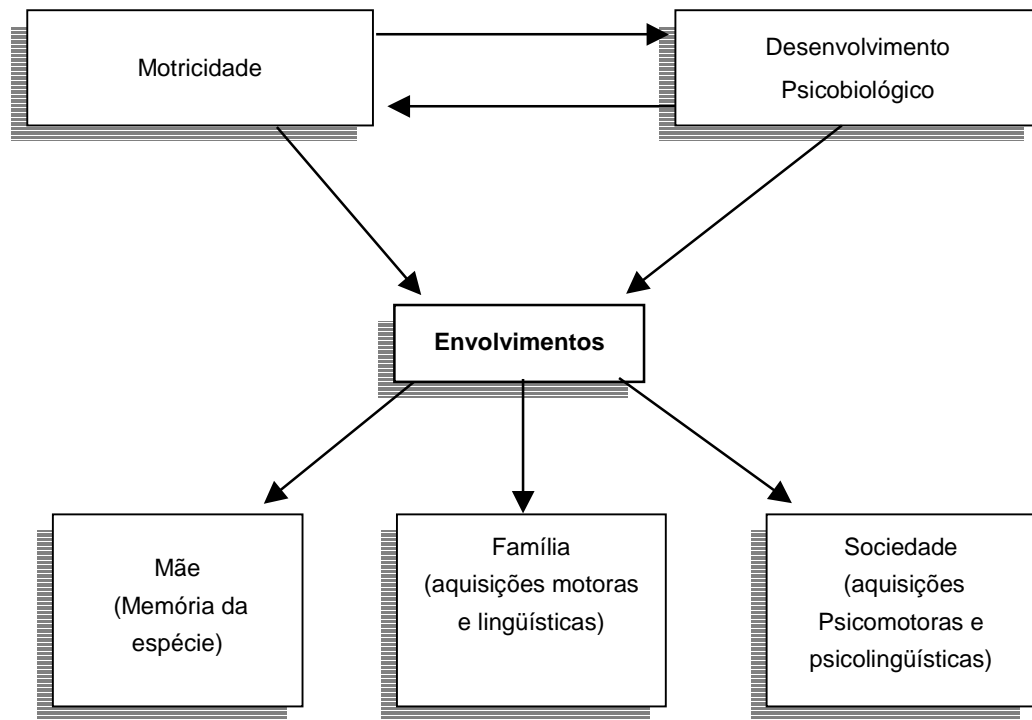 Motricidade
Desenvolvimento
Psicobiológico
Envolvimentos
Mãe
(Memória da
espécie)
Família
(aquisições motoras
e lingüísticas)
Sociedade
(aquisições
Psicomotoras e
psicolingüísticas)